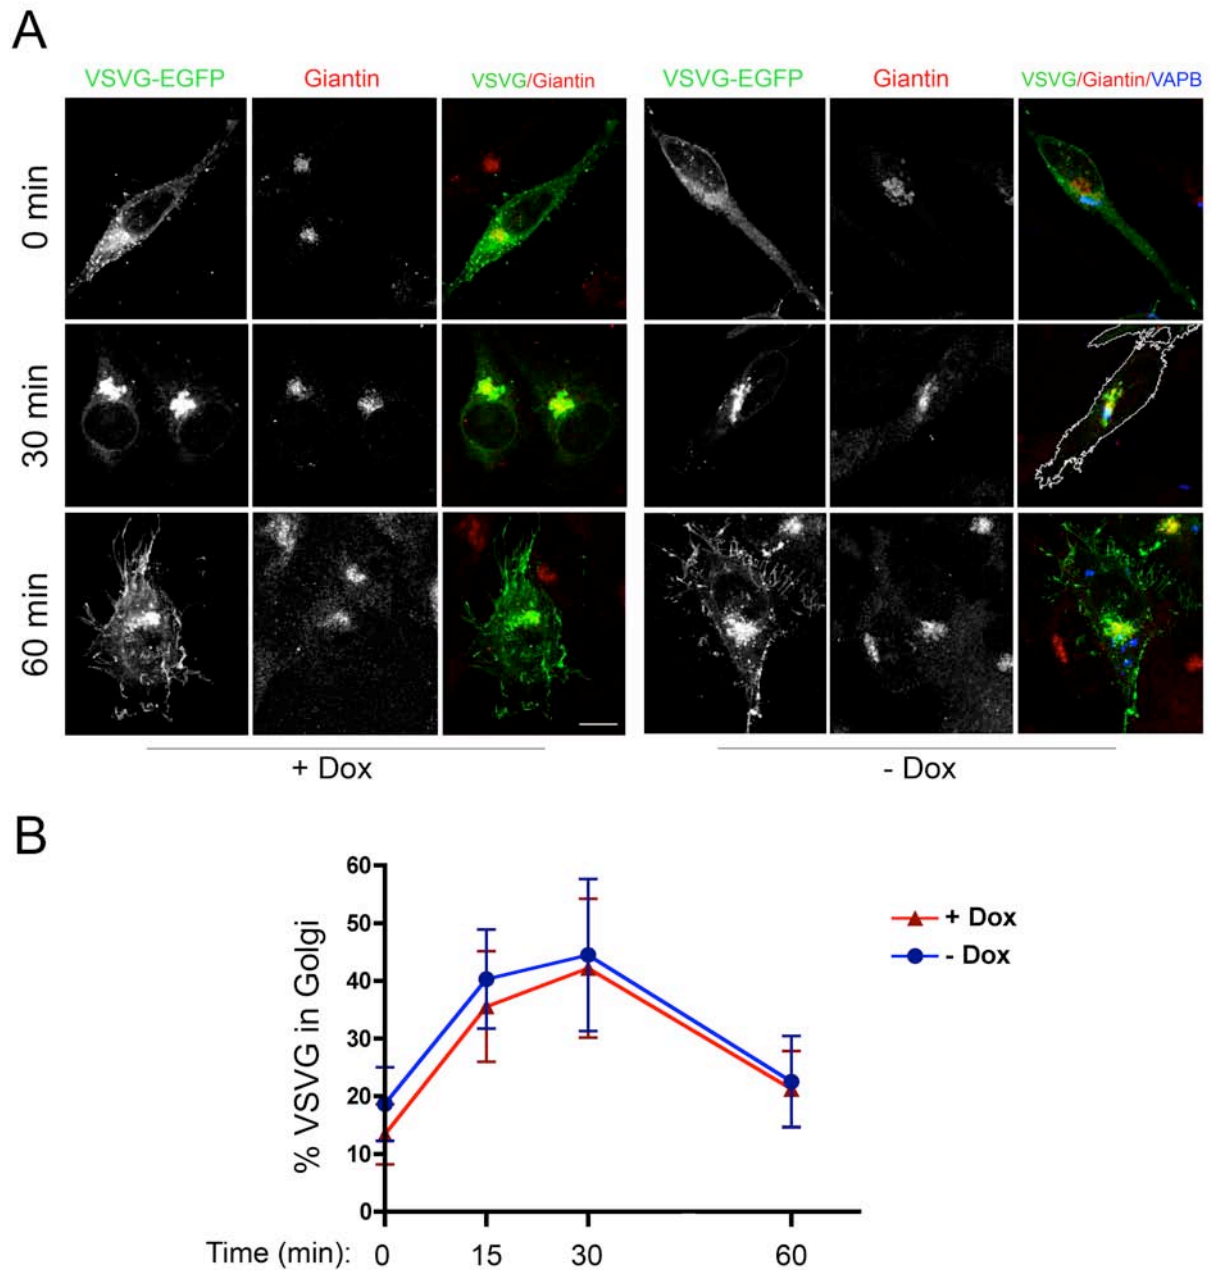 A
VSVG-EGFP Giantin VSVG/Giantin VSVG-EGFP Giantin VSVG/Giantin/VAPB
0 min
30 min
60 min
+ Dox - Dox
B
% VSVG in Golgi
60
50
40
30
20
10
0
+ Dox
- Dox
Time (min): 0 15 30 60